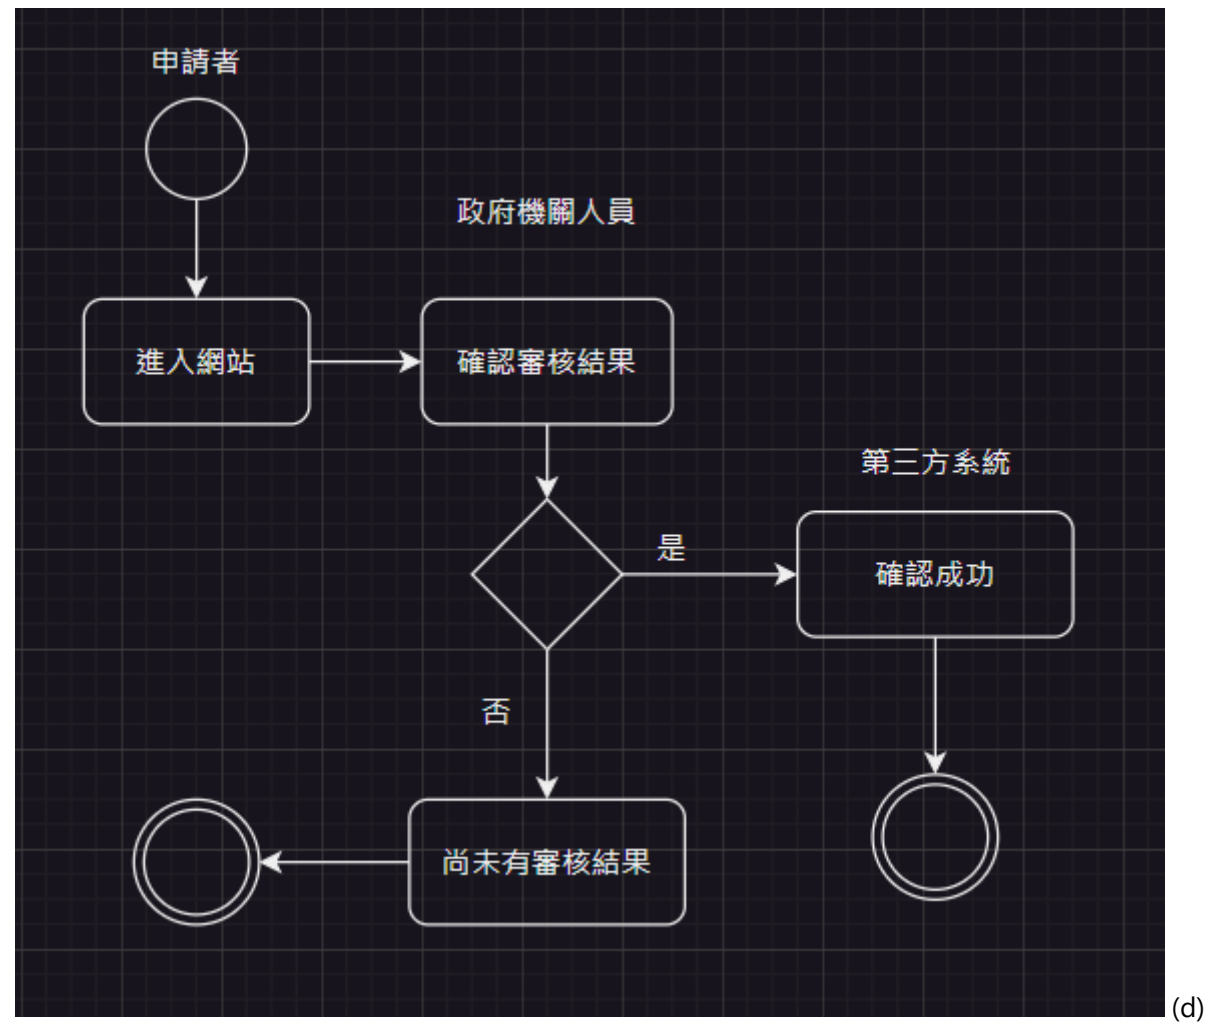 申請者
政府機關人員
進入網站
確認審核結果
第三方系統
是
確認成功
否
尚未有審核結果
(d)